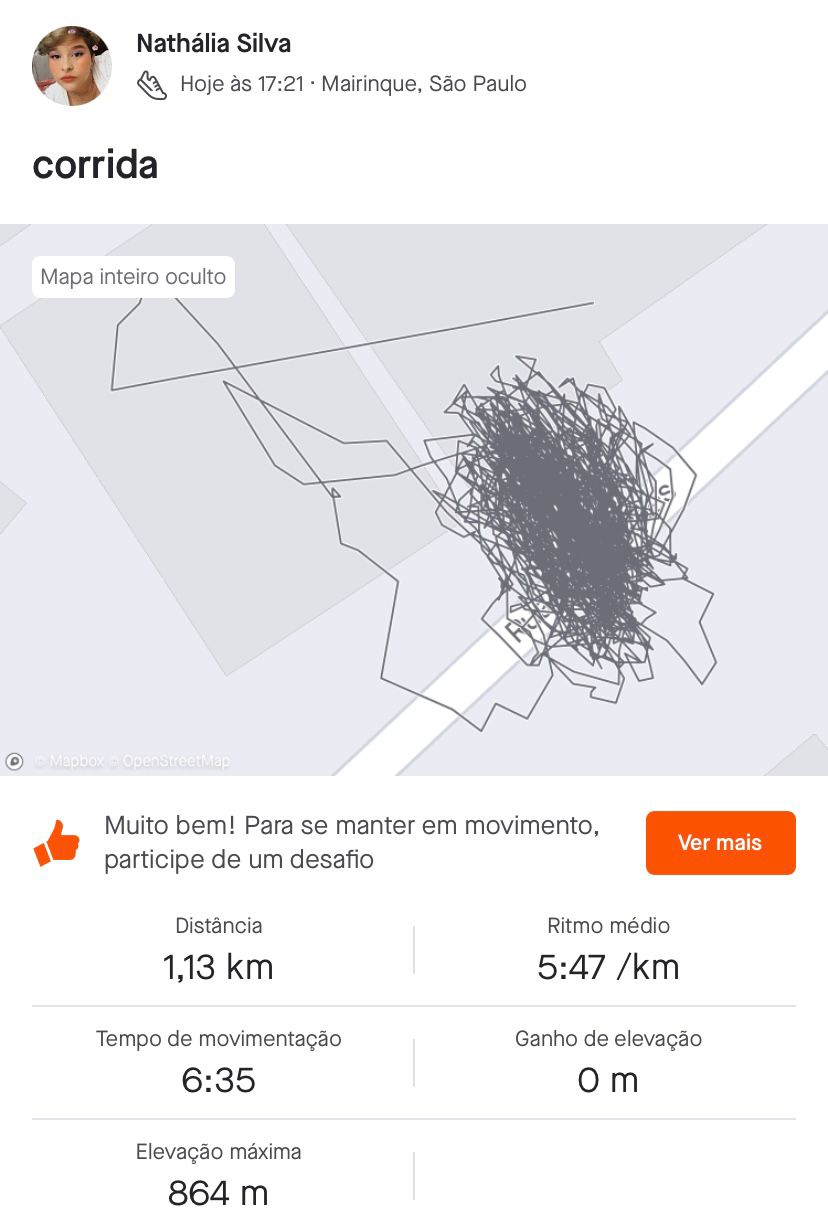 Nathália Silva
Hoje às 17:21 · Mairinque, São Paulo
corrida
Mapa inteiro oculto
© Mapbox © OpenStreetMap
Muito bem! Para se manter em movimento,
participe de um desafio
Ver mais
Distância
Ritmo médio
1,13 km
5:47 /km
Tempo de movimentação
Ganho de elevação
6:35
0 m
Elevação máxima
864 m